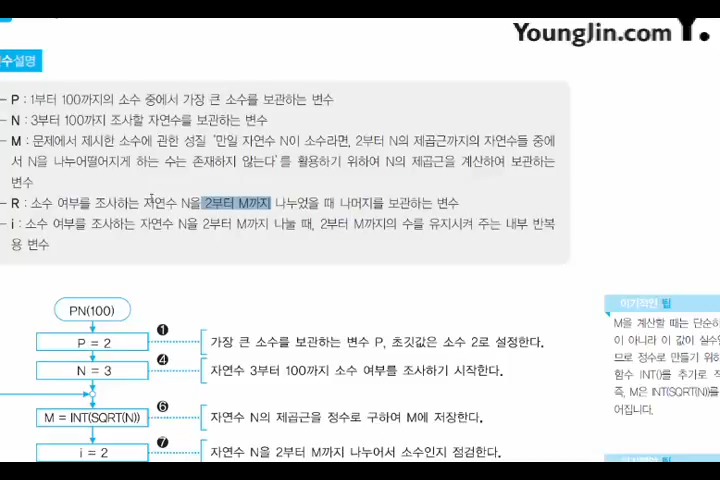 YoungJin.com Y.
수설명
– P : 1부터 100까지의 소수 중에서 가장 큰 소수를 보관하는 변수
– N : 3부터 100까지 조사할 자연수를 보관하는 변수
– M : 문제에서 제시한 소수에 관한 성질 '만일 자연수 N이 소수라면, 2부터 N의 제곱근까지의 자연수들 중에
서 N을 나누어떨어지게 하는 수는 존재하지 않는다'를 활용하기 위하여 N의 제곱근을 계산하여 보관하는
변수
– R : 소수 여부를 조사하는 자연수 N을 2부터 M까지 나누었을 때 나머지를 보관하는 변수
– i : 소수 여부를 조사하는 자연수 N을 2부터 M까지 나눌 때, 2부터 M까지의 수를 유지시켜 주는 내부 반복
용 변수
PN(100)
❶
P = 2
가장 큰 소수를 보관하는 변수 P, 초깃값은 소수 2로 설정한다.
❹
N = 3
자연수 3부터 100까지 소수 여부를 조사하기 시작한다.
❻
M = INT(SQRT(N))
자연수 N의 제곱근을 정수로 구하여 M에 저장한다.
❼
i = 2
자연수 N을 2부터 M까지 나누어서 소수인지 점검한다.
이기적인 팁
M을 계산할 때는 단순히
이 아니라 이 값이 실수일
므로 정수로 만들기 위하
함수 INT()를 추가로 적
즉, M은 INT(SQRT(N))를
어집니다.